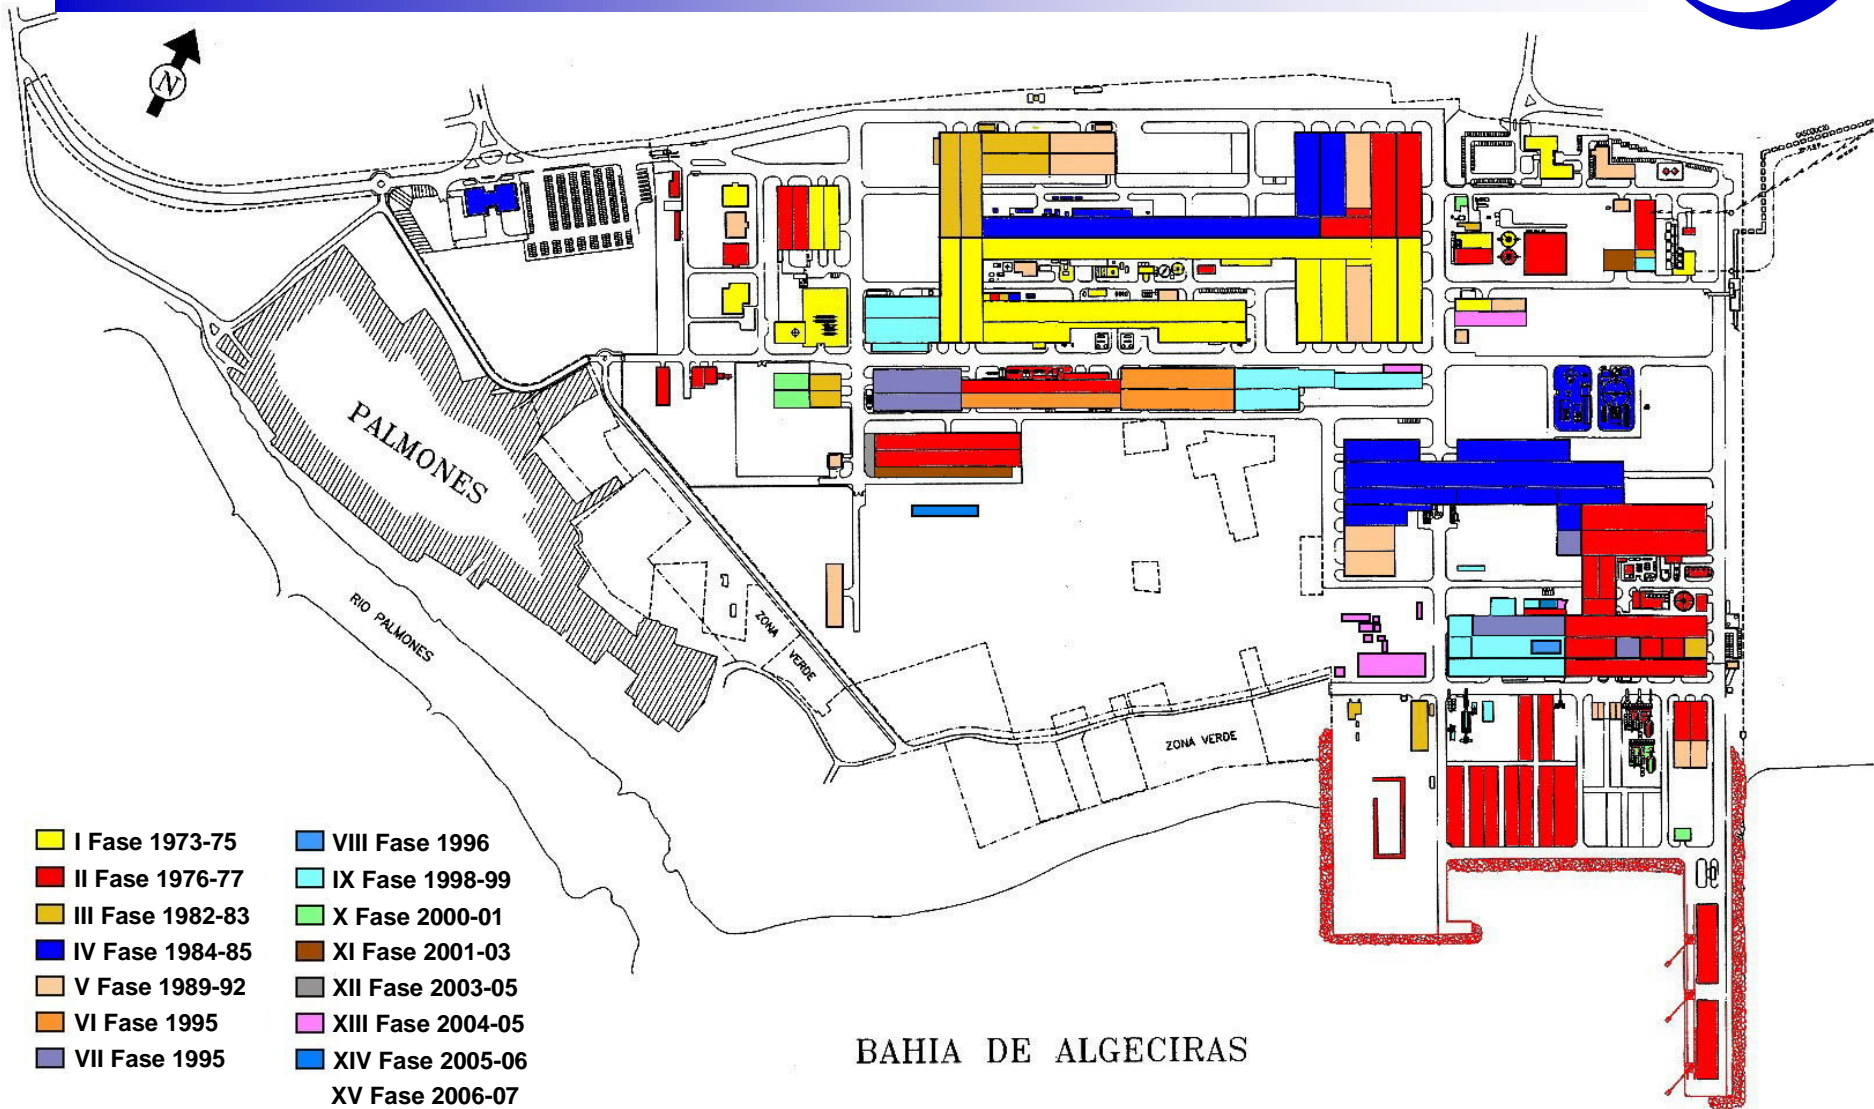 N
GASODUCTO
PALMONES
RIO PALMONES
ZONA
VERDE
ZONA VERDE
I Fase 1973-75
II Fase 1976-77
III Fase 1982-83
IV Fase 1984-85
V Fase 1989-92
VI Fase 1995
VII Fase 1995
VIII Fase 1996
IX Fase 1998-99
X Fase 2000-01
XI Fase 2001-03
XII Fase 2003-05
XIII Fase 2004-05
XIV Fase 2005-06
XV Fase 2006-07
BAHIA DE ALGECIRAS